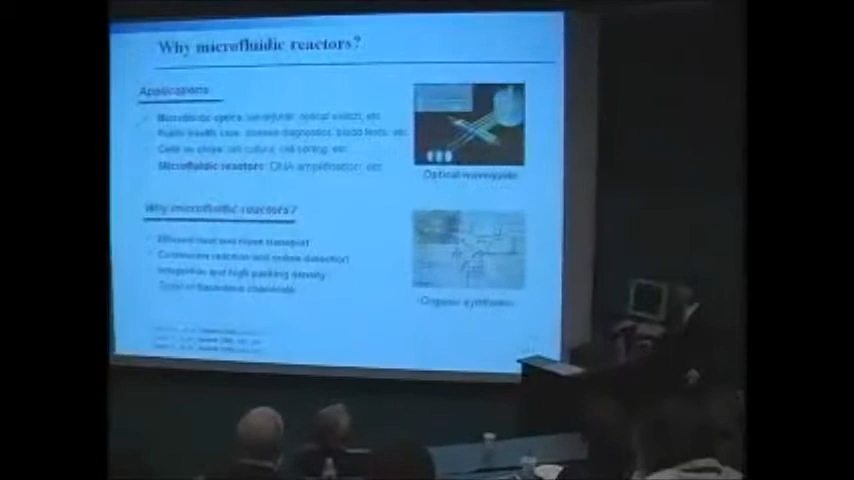 Why microfluidic reactors?
Applications
Microfluidic optics: waveguide, optical switch, etc.
Public health care: disease diagnostics, blood tests, etc.
Cells on chips: cell culture, cell sorting, etc.
Microfluidic reactors: DNA amplification, etc.
Optical waveguide
Why microfluidic reactors?
Efficient heat and mass transport
Continuous reaction and online detection
Integration and high packing density
of hazardous chemicals
Organic synthesis